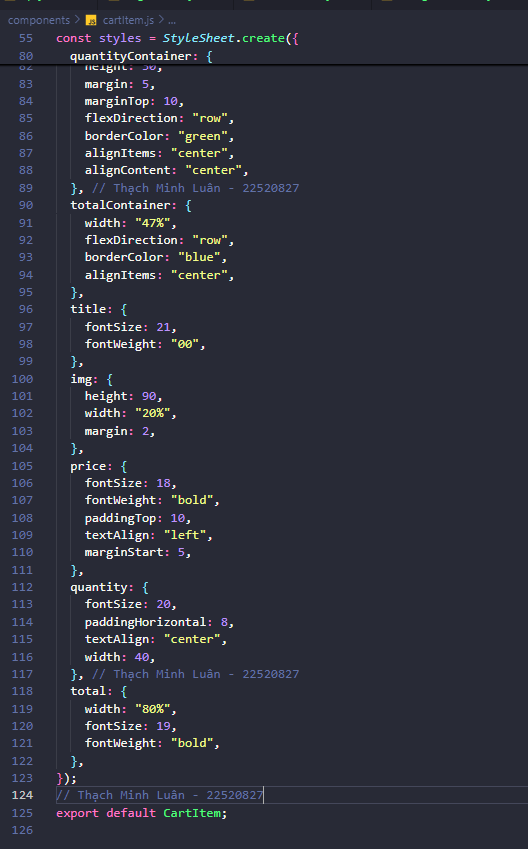 components > JS cartItem.js > ...
55 const styles = StyleSheet.create({
80 quantityContainer: {
82 height: 50,
83 margin: 5,
84 marginTop: 10,
85 flexDirection: "row",
86 borderColor: "green",
87 alignItems: "center",
88 alignContent: "center",
89 }, // Thạch Minh Luân - 22520827
90 totalContainer: {
91 width: "47%",
92 flexDirection: "row",
93 borderColor: "blue",
94 alignItems: "center",
95 },
96 title: {
97 fontSize: 21,
98 fontWeight: "00",
99 },
100 img: {
101 height: 90,
102 width: "20%",
103 margin: 2,
104 },
105 price: {
106 fontSize: 18,
107 fontWeight: "bold",
108 paddingTop: 10,
109 textAlign: "left",
110 marginStart: 5,
111 },
112 quantity: {
113 fontSize: 20,
114 paddingHorizontal: 8,
115 textAlign: "center",
116 width: 40,
117 }, // Thạch Minh Luân - 22520827
118 total: {
119 width: "80%",
120 fontSize: 19,
121 fontWeight: "bold",
122 },
123 });
124 // Thạch Minh Luân - 22520827
125 export default CartItem;
126